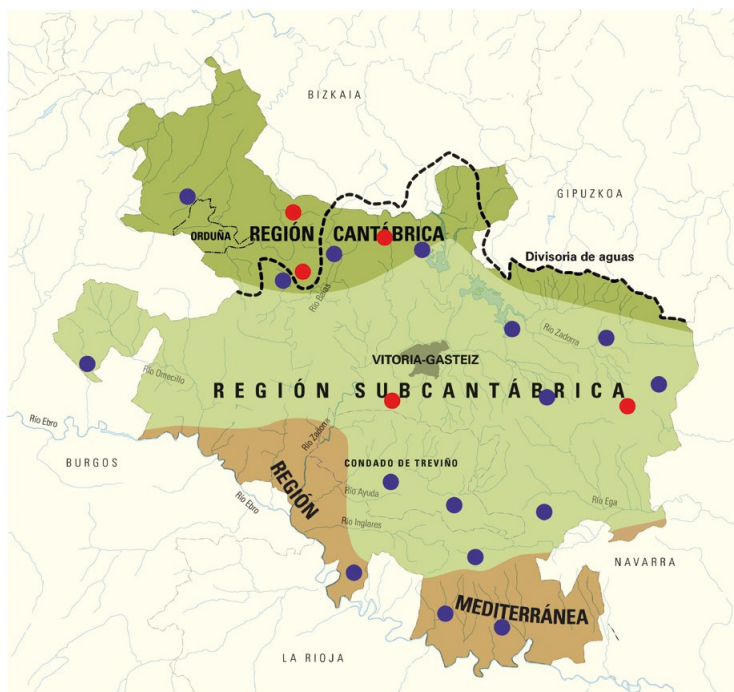 BIZKAIA
GIPUZKOA
ORDUÑA
REGIÓN CANTÁBRICA
Divisoria de aguas
Río Baias
Río Zadorra
VITORIA-GASTEIZ
Río Omecillo
REGIÓN SUBCANTÁBRICA
Río Ebro
Río Zadorra
BURGOS
CONDADO DE TREVIÑO
REGIÓN
Río Ayuda
Río Ebro
Río Ega
Río Inglares
NAVARRA
MEDITERRÁNEA
LA RIOJA